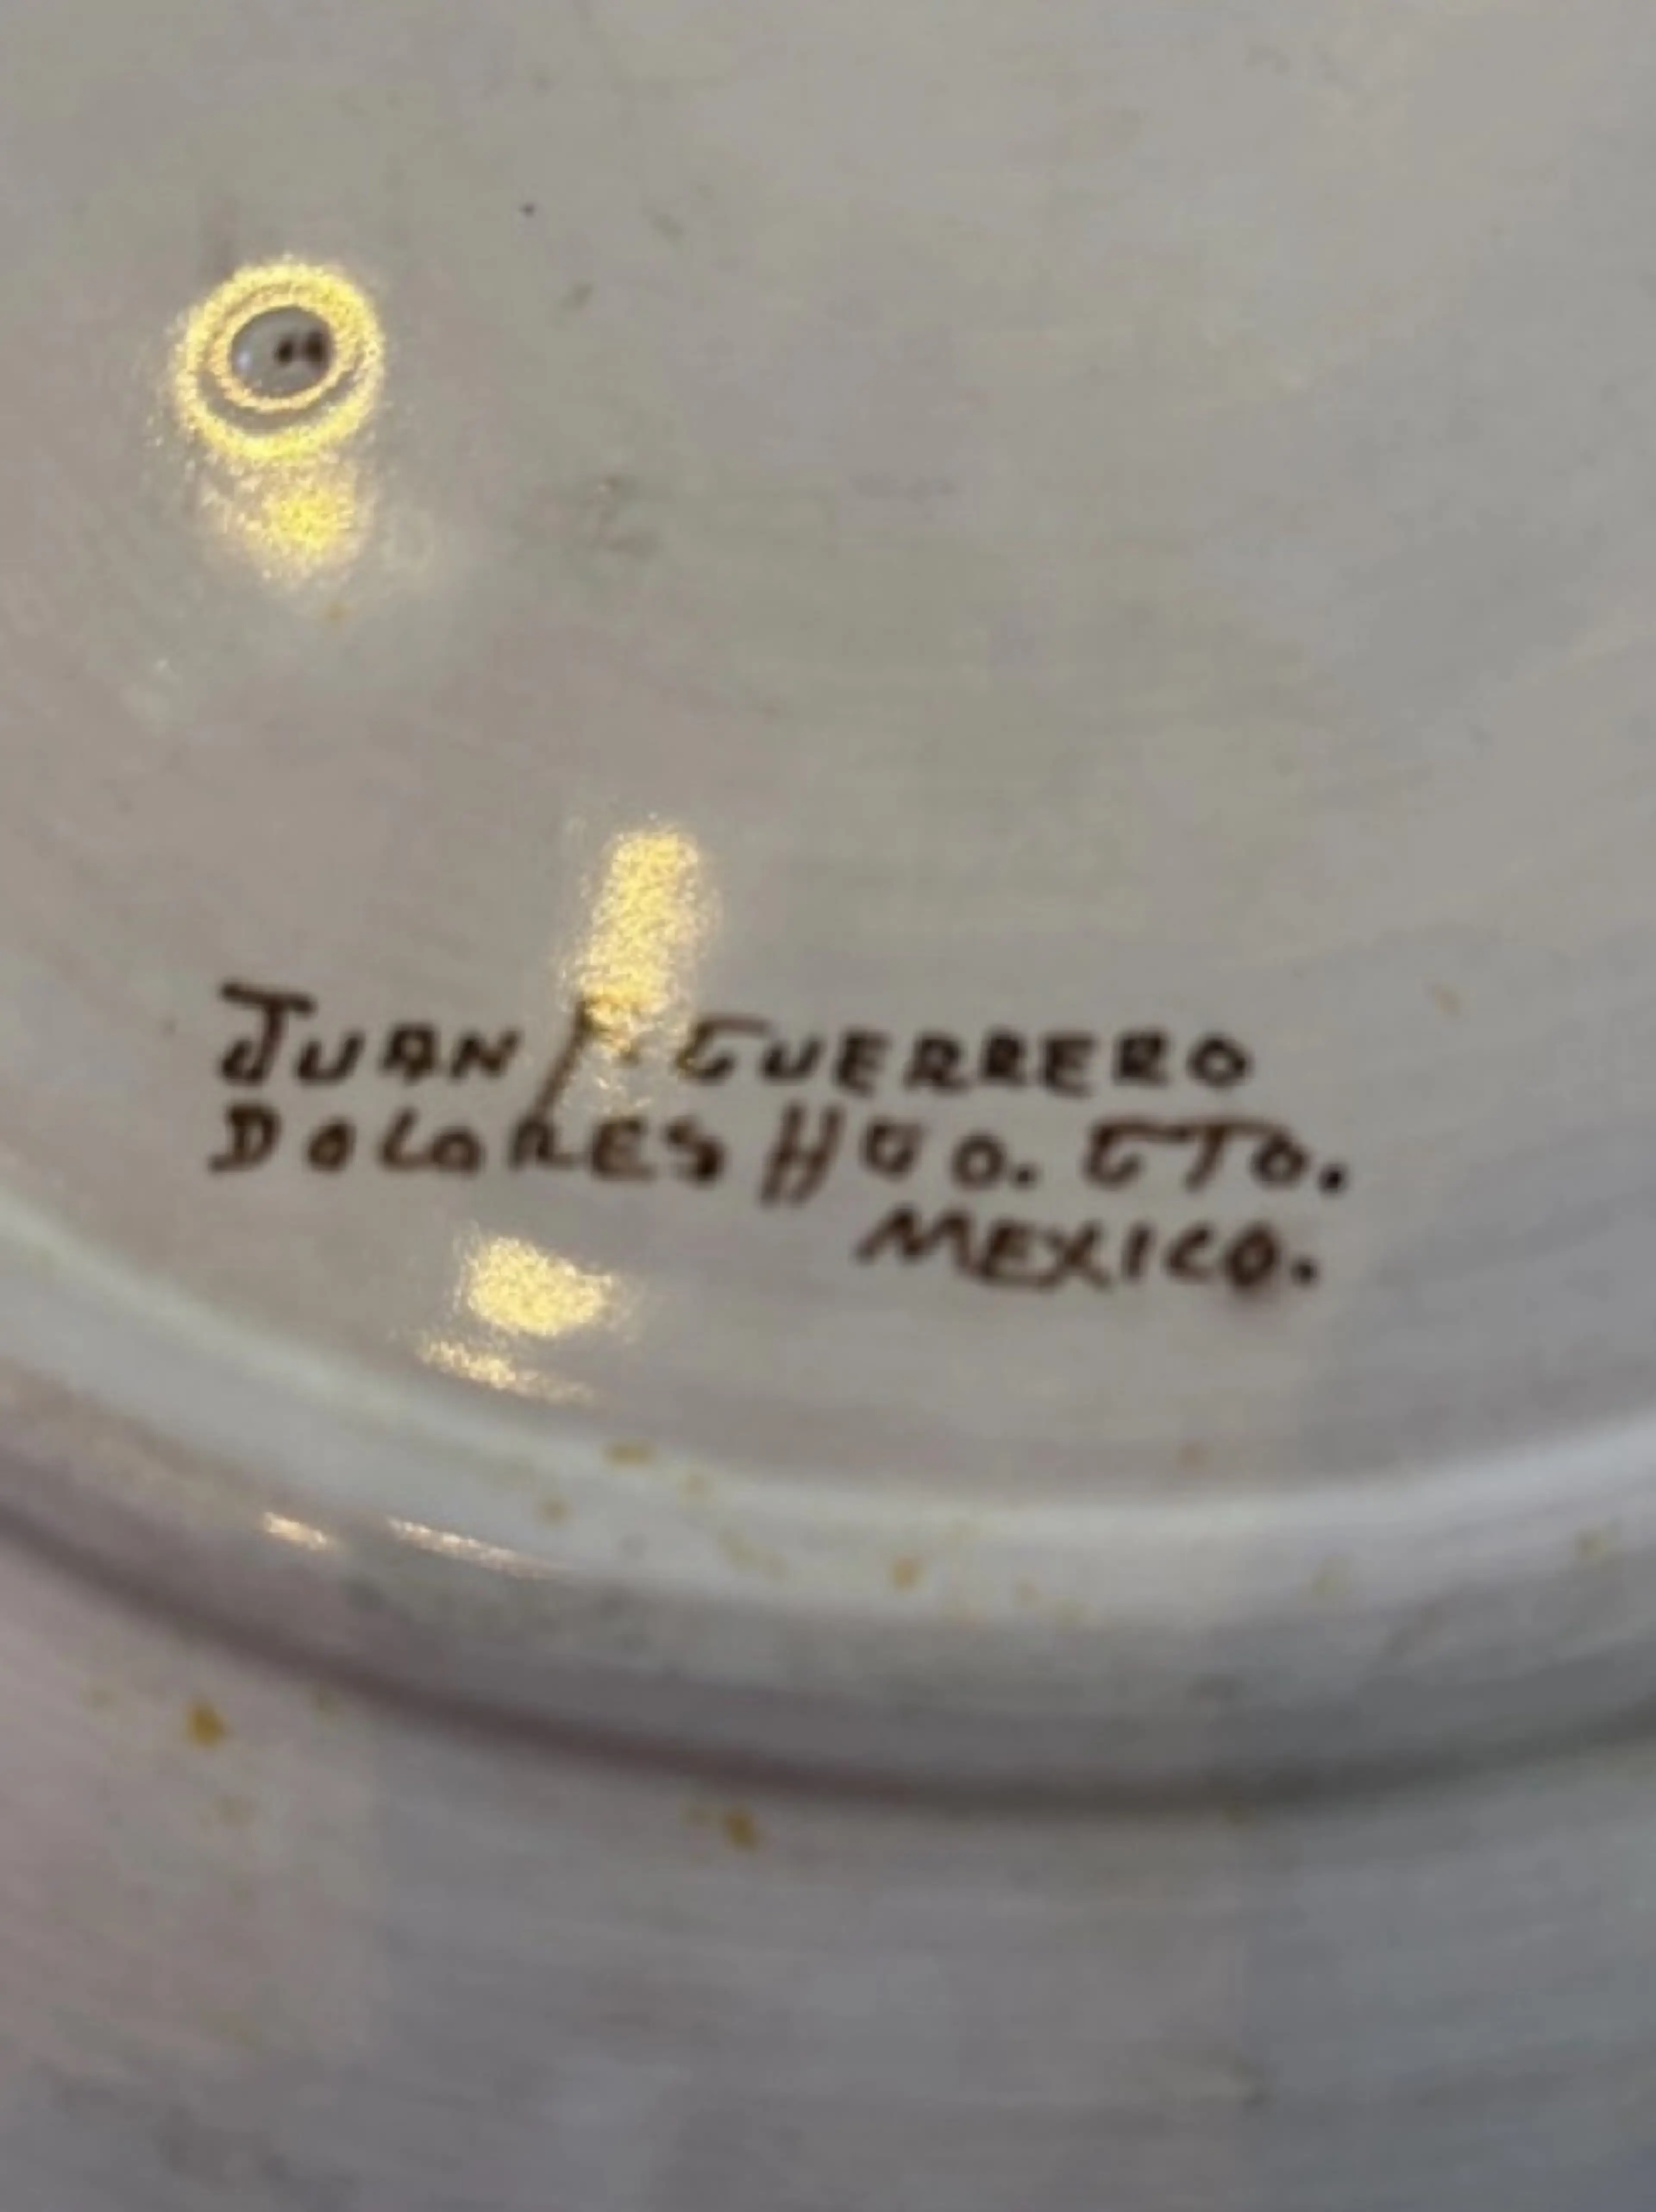 JUAN GUERRERO
DOLORES HGO. GTO.
MEXICO.